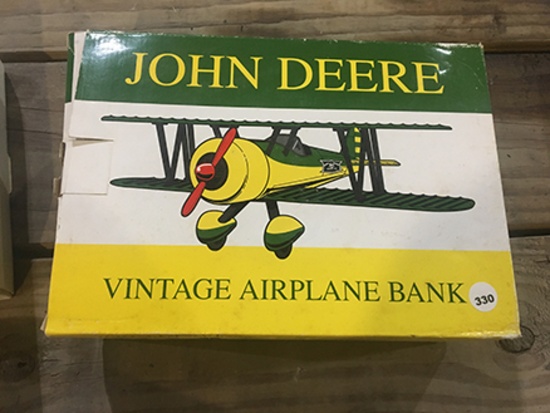 JOHN DEERE
VINTAGE AIRPLANE BANK
330